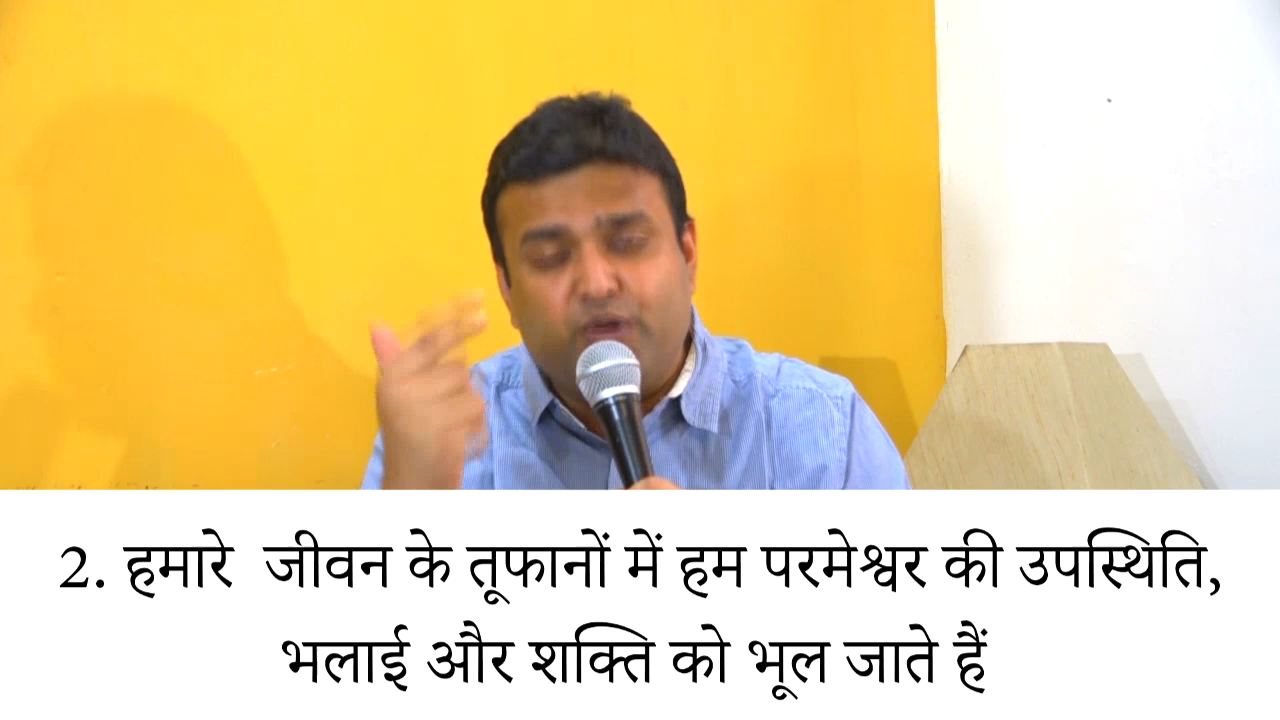 2. हमारे जीवन के तूफानों में हम परमेश्वर की उपस्थिति,
भलाई और शक्ति को भूल जाते हैं